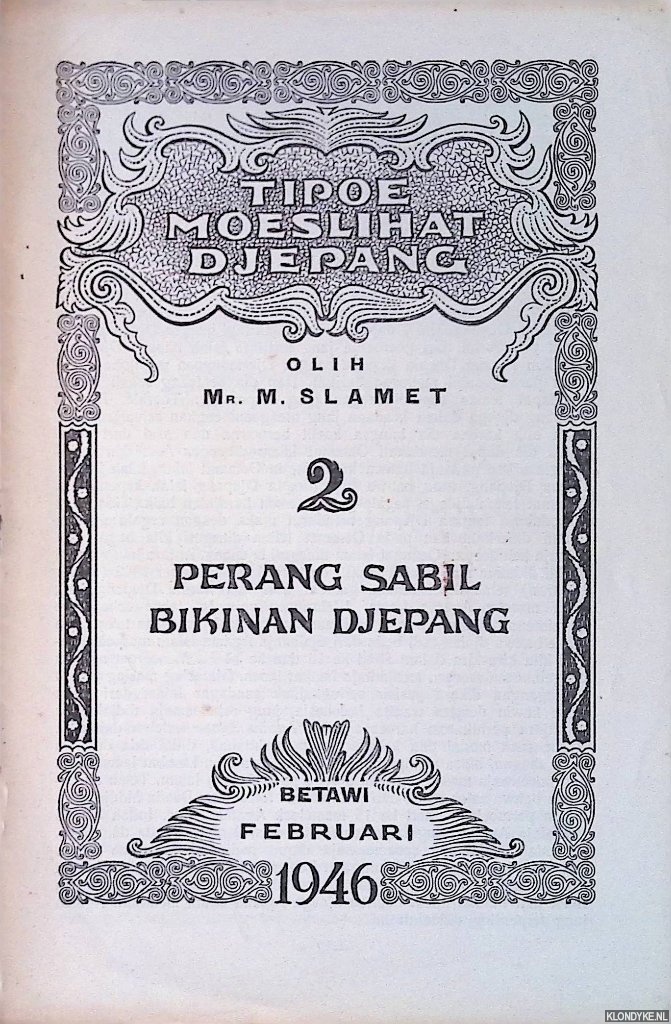 TIPOE
MOESLIHAT
DJEPANG
OLIH
MR. M. SLAMET
2
PERANG SABIL
BIKINAN DJEPANG
BETAWI
FEBRUARI
1946
KLONDYKE.NL